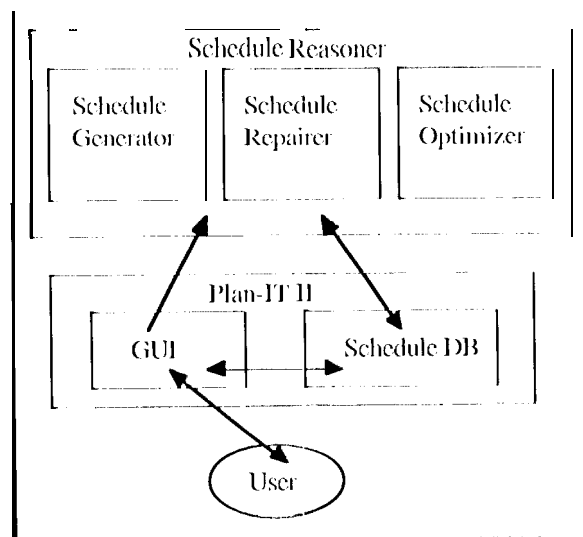 Schedule Reasoner
Schedule
Generator
Schedule
Repairer
Schedule
Optimizer
Plan-IT II
GUI
Schedule DB
User